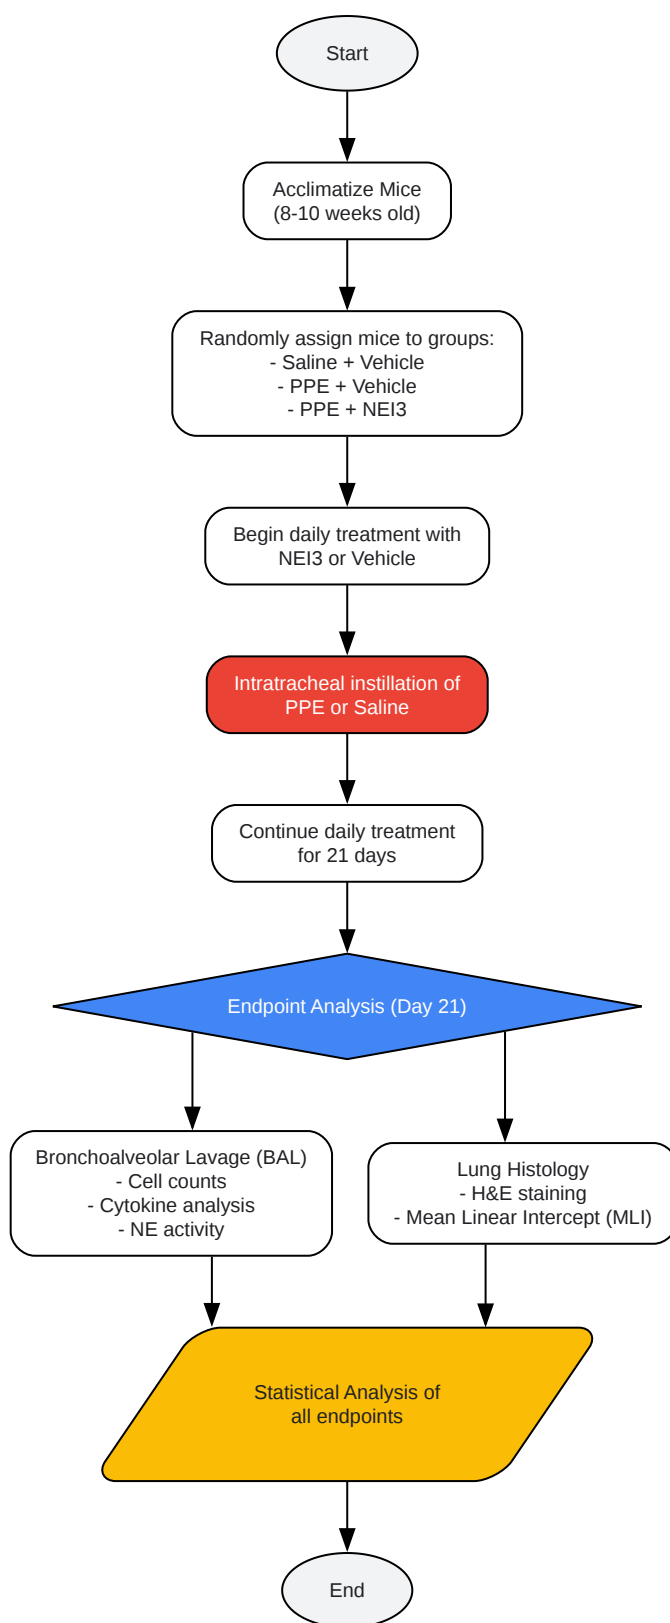 Start
Acclimatize Mice
(8-10 weeks old)
Randomly assign mice to groups:
- Saline + Vehicle
- PPE + Vehicle
- PPE + NEI3
Begin daily treatment with
NEI3 or Vehicle
Intratracheal instillation of
PPE or Saline
Continue daily treatment
for 21 days
Endpoint Analysis (Day 21)
Bronchoalveolar Lavage (BAL)
- Cell counts
- Cytokine analysis
- NE activity
Lung Histology
- H&E staining
- Mean Linear Intercept (MLI)
Statistical Analysis of
all endpoints
End